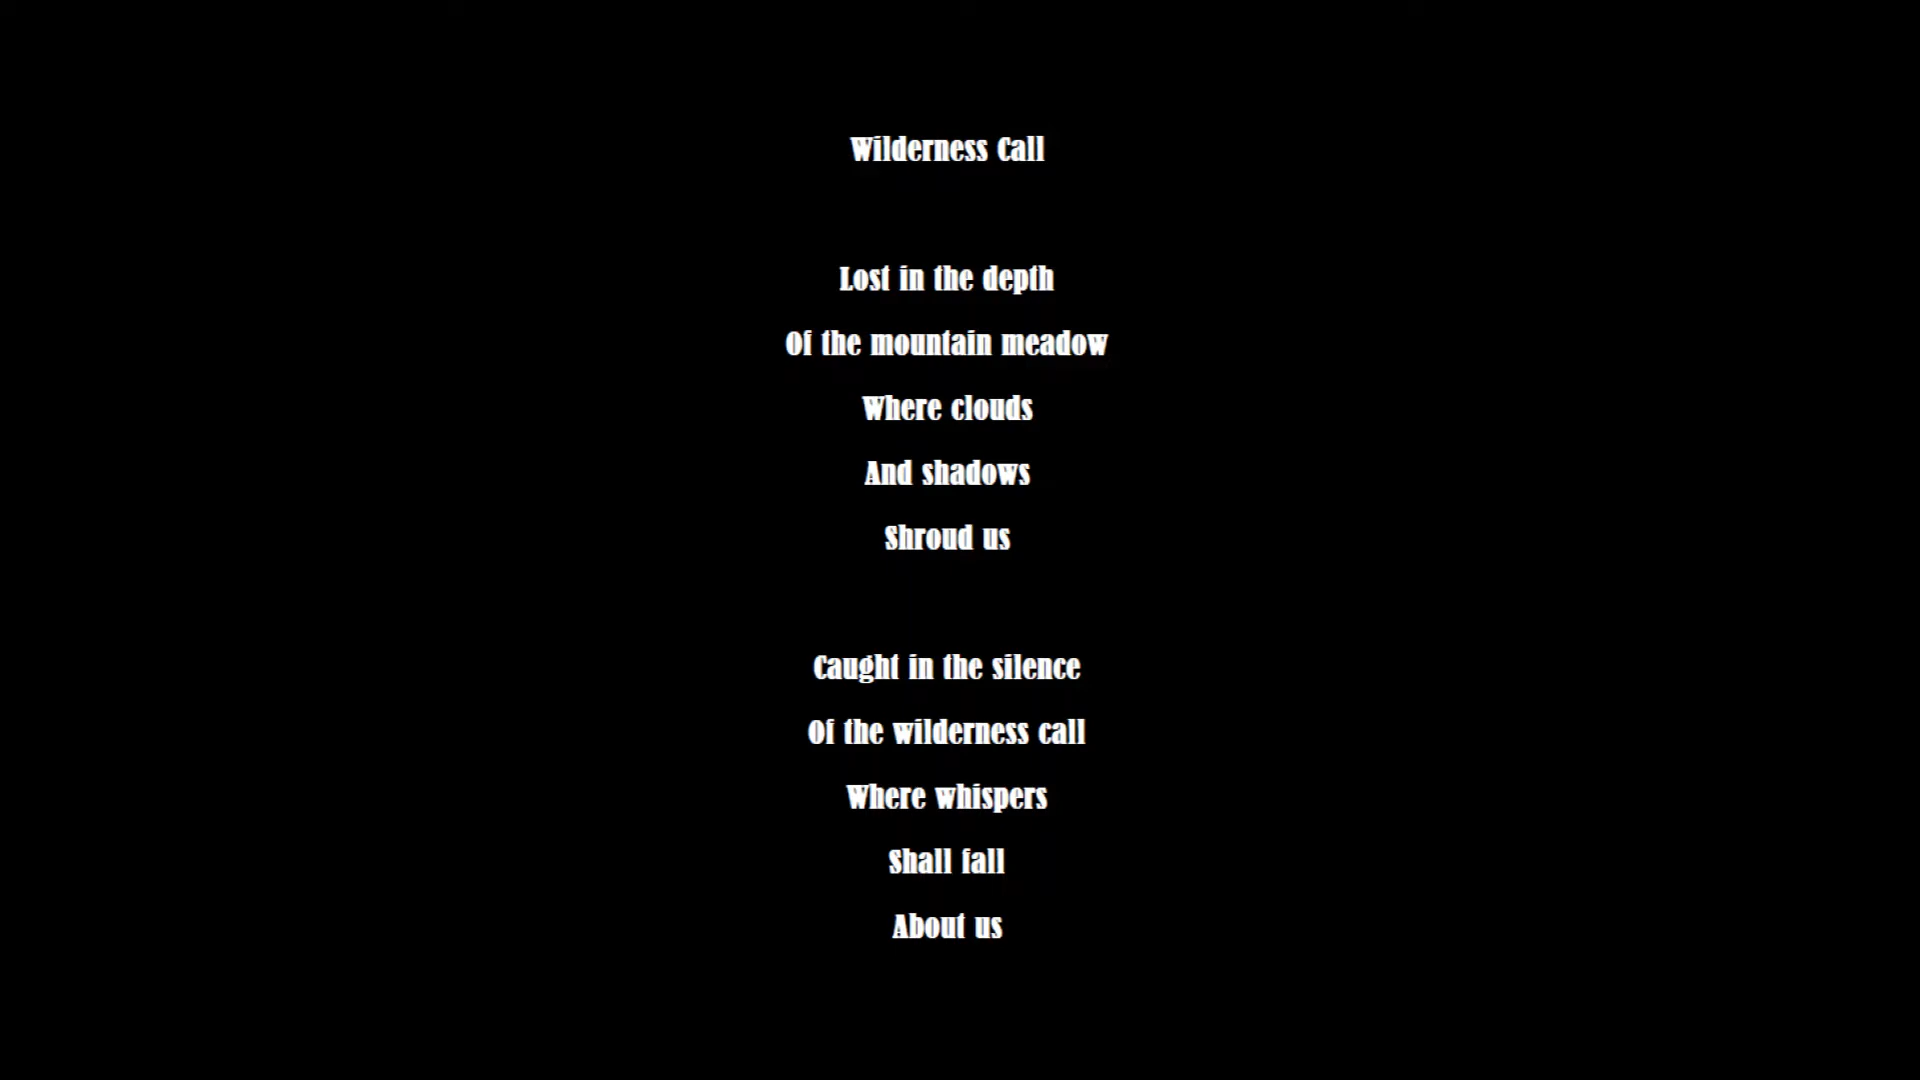 Wilderness Call
Lost in the depth
Of the mountain meadow
Where clouds
And shadows
Shroud us
Caught in the silence
Of the wilderness call
Where whispers
Shall fall
About us